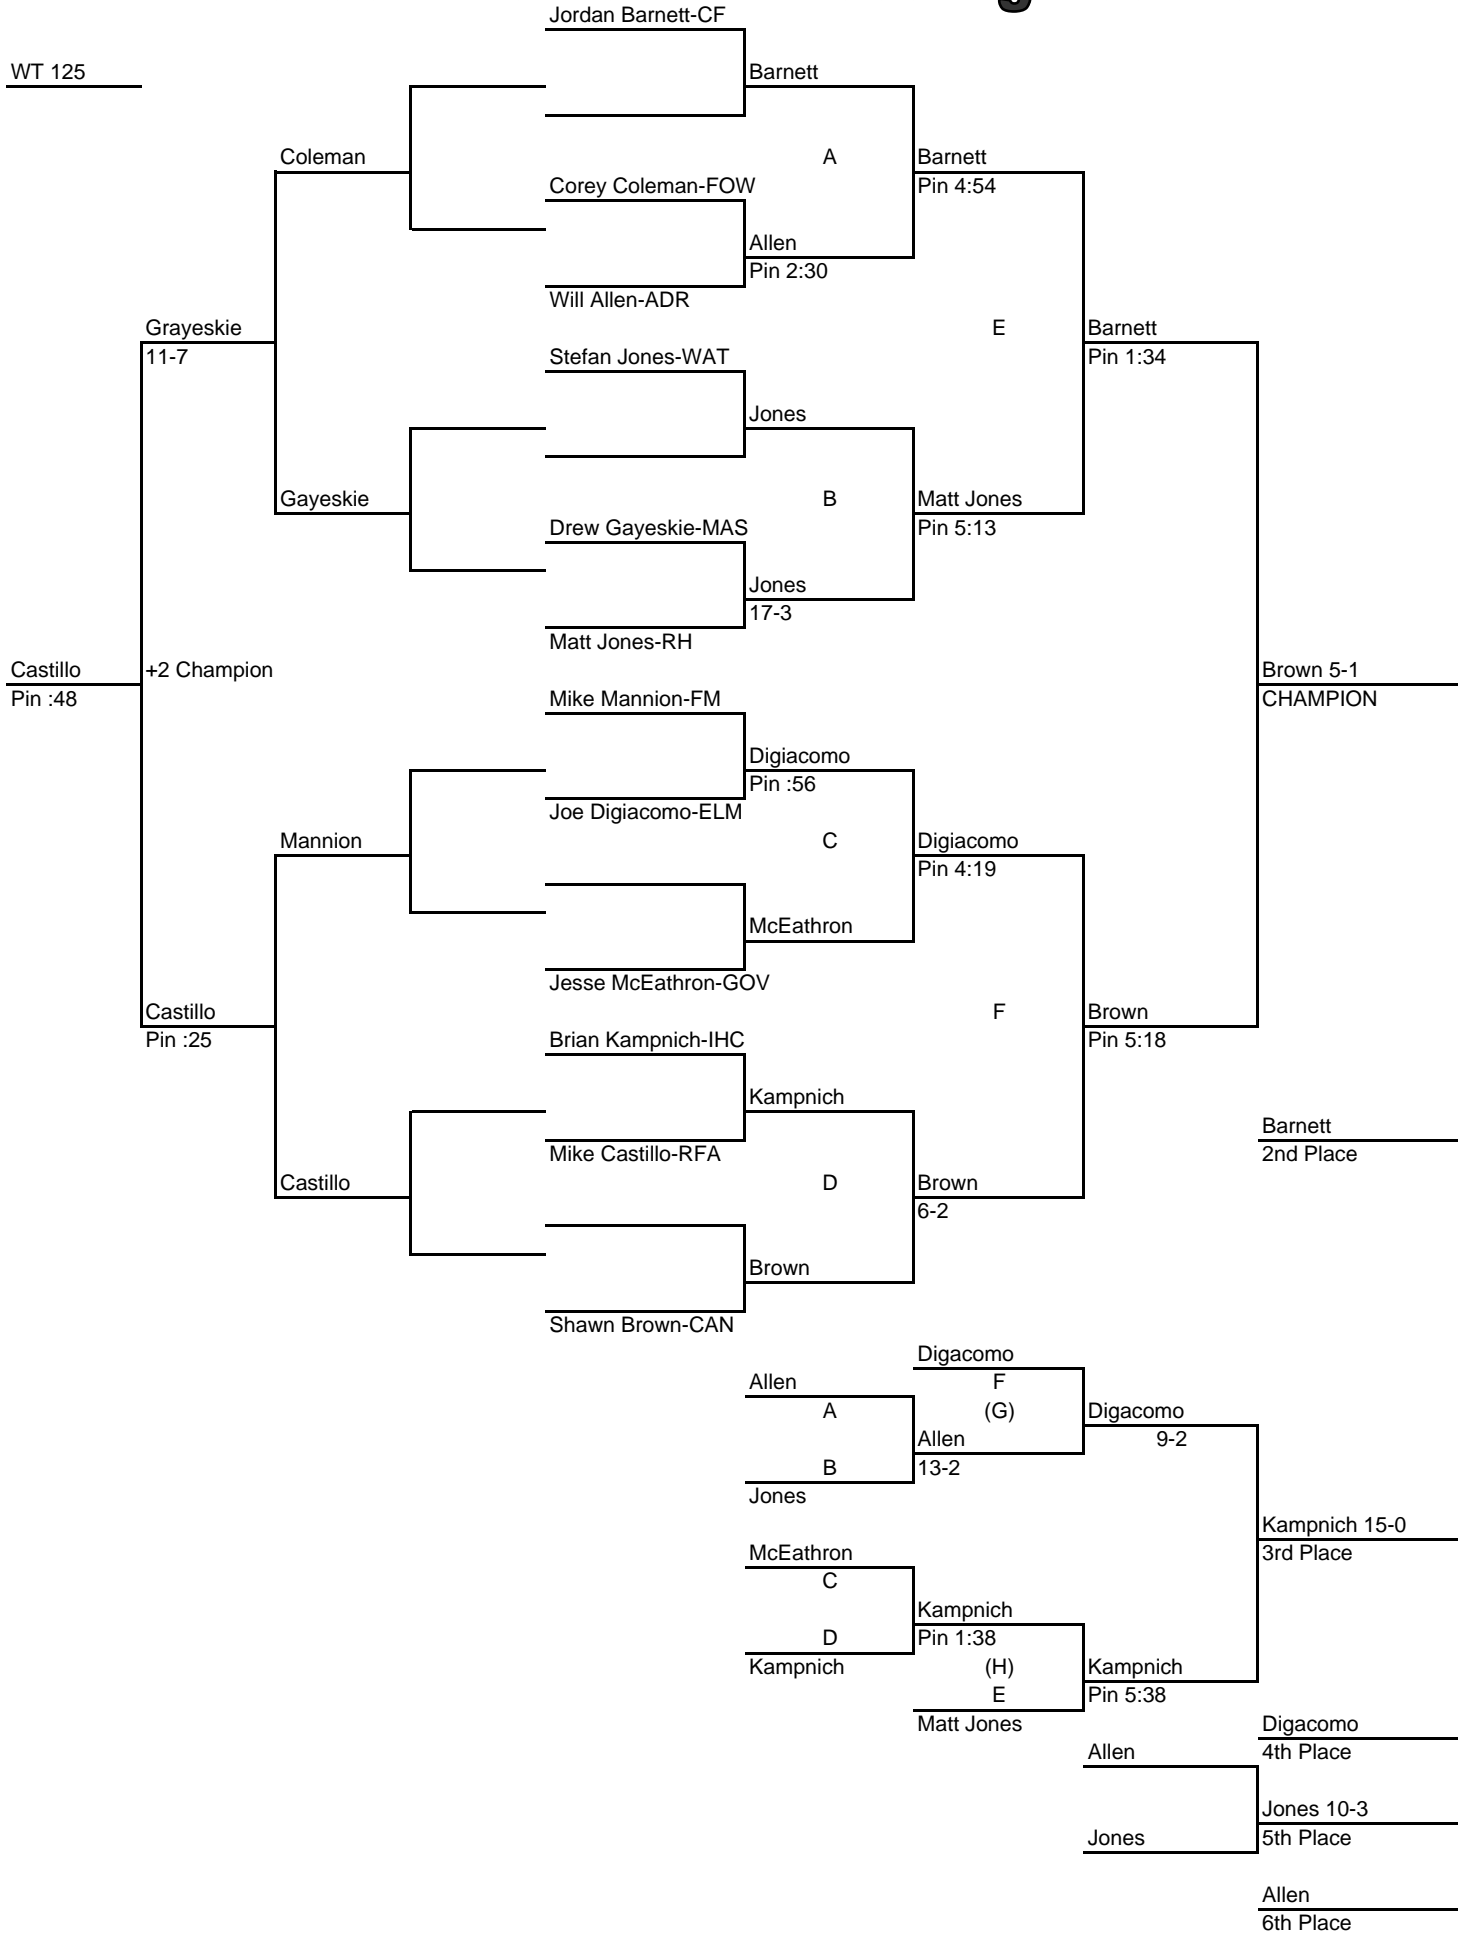 Jordan Barnett-CF
WT 125
Barnett
Coleman
A
Barnett
Corey Coleman-FOW
Pin 4:54
Allen
Pin 2:30
Will Allen-ADR
Grayeskie
E
Barnett
11-7
Stefan Jones-WAT
Pin 1:34
Jones
Gayeskie
B
Matt Jones
Drew Gayeskie-MAS
Pin 5:13
Jones
17-3
Matt Jones-RH
Castillo
+2 Champion
Brown 5-1
Pin :48
Mike Mannion-FM
CHAMPION
Digiacomo
Pin :56
Joe Digiacomo-ELM
Mannion
C
Digiacomo
Pin 4:19
McEathron
Jesse McEathron-GOV
Castillo
F
Brown
Pin :25
Brian Kampnich-IHC
Pin 5:18
Kampnich
Barnett
Mike Castillo-RFA
2nd Place
Castillo
D
Brown
6-2
Brown
Shawn Brown-CAN
Digacomo
Allen
F
A
(G)
Digacomo
Allen
9-2
B
13-2
Jones
Kampnich 15-0
McEathron
3rd Place
C
Kampnich
D
Pin 1:38
Kampnich
(H)
Kampnich
E
Pin 5:38
Matt Jones
Digacomo
Allen
4th Place
Jones 10-3
Jones
5th Place
Allen
6th Place